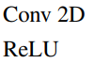 Conv 2D
ReLU